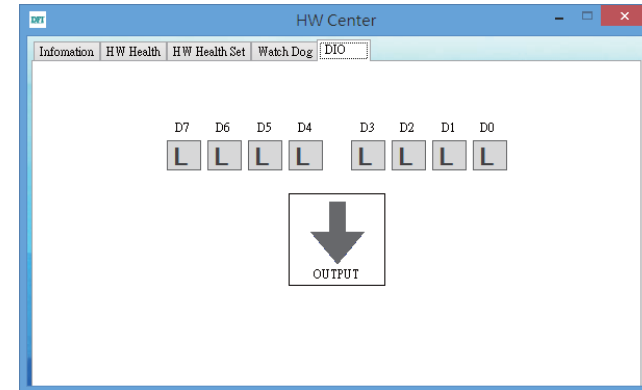 DFI HW Center
Infomation HW Health HW Health Set Watch Dog DIO
D7 D6 D5 D4 D3 D2 D1 D0
L L L L L L L L
OUTPUT